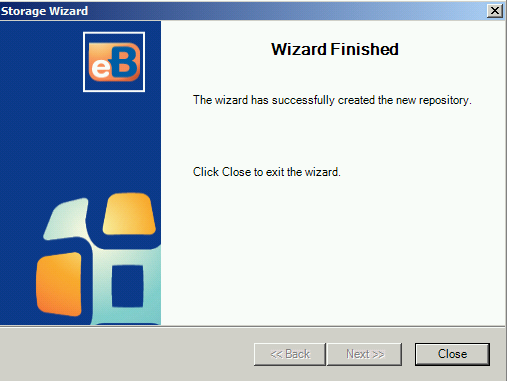 Storage Wizard
eB
Wizard Finished
The wizard has successfully created the new repository.
Click Close to exit the wizard.
<< Back
Next >>
Close